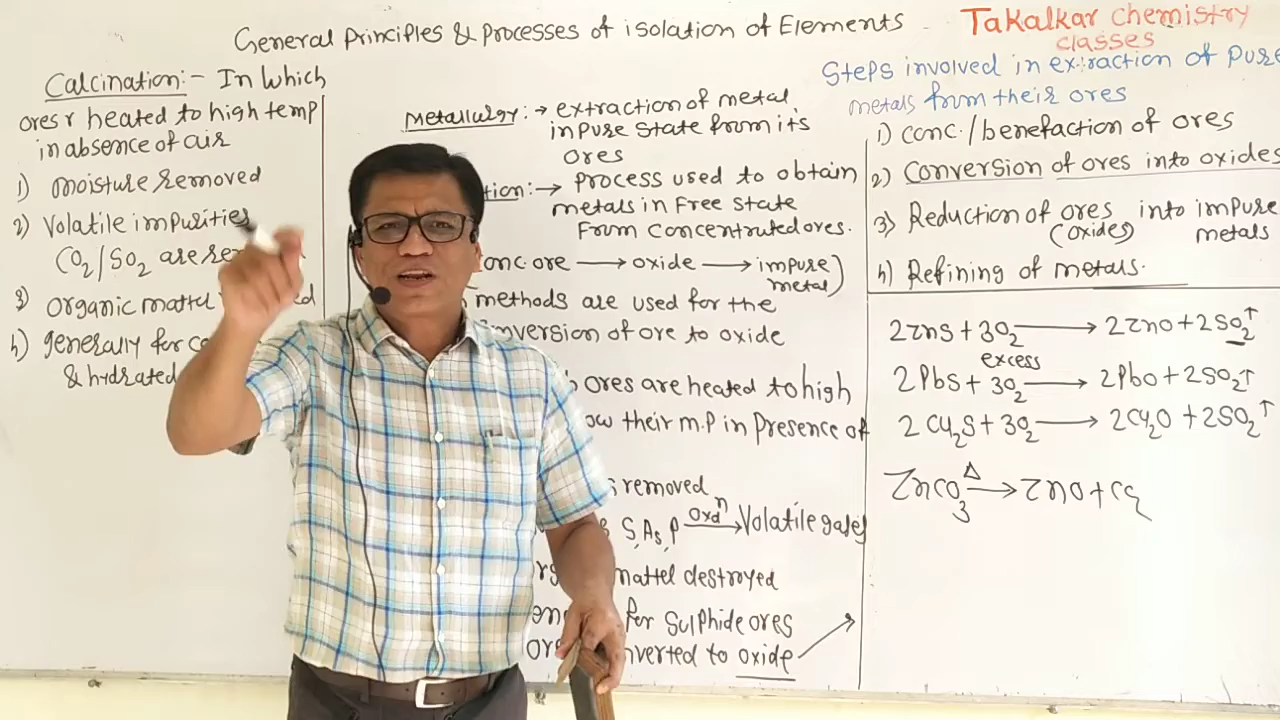 General Principles & Processes of isolation of Elements
Takalkar chemistry
classes
Calcination:- In Which
ores r heated to high temp
in absence of air
1) moisture removed
2) Volatile impurities
CO2/SO2 are
3) organic mattel
4) generally for
& hydrated
Metallurgy:→ extraction of metal
in pure state from its
ores
tion:→ Process used to obtain
metals in Free State
From concentrated ores.
onc.ore → oxide → impure
metal)
methods are used for the
nversion of ore to oxide
ores are heated to high
ow their m.p in Presence of
removed
S,As,P oxdn→ Volatile gases
mattel destroyed
for Sulphide ores
nverted to oxide
Steps involved in extraction of Pure
metals from their ores
1) conc./benefaction of ores
2) Conversion of ores into oxides
3) Reduction of ores into impure
(oxides) metals
4) Refining of metals.
2ZnS + 3O2 → 2ZnO + 2SO2↑
excess
2PbS + 3O2 → 2PbO + 2SO2↑
2Cu2S + 3O2 → 2Cu2O + 2SO2↑
ZnCO3 Δ→ ZnO + CO2